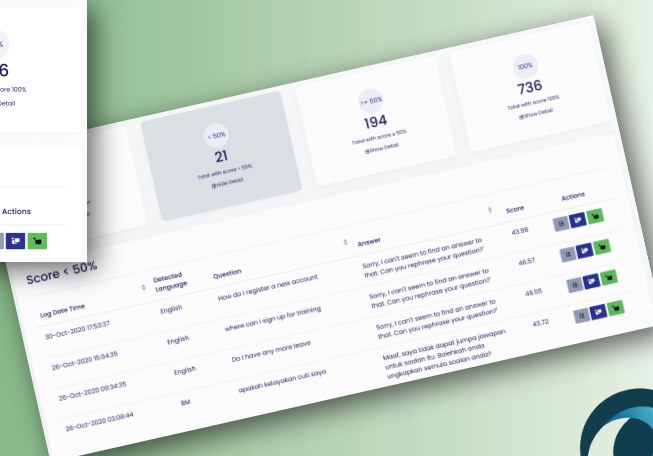 %
6
ore 100%
Detail
Actions
< 50%
21
Total with score < 50%
Hide Detail
>= 50%
194
Total with score ≥ 50%
Show Detail
100%
736
Total with score 100%
Show Detail
Score < 50%
Log Date Time
Detected
Language
Question
Answer
Score
Actions
30-Oct-2020 17:53:37
English
How do I register a new account
Sorry, I can't seem to find an answer to
that. Can you rephrase your question?
43.98
26-Oct-2020 15:04:35
English
where can i sign up for training
Sorry, I can't seem to find an answer to
that. Can you rephrase your question?
46.57
26-Oct-2020 09:34:35
English
Do I have any more leave
Sorry, I can't seem to find an answer to
that. Can you rephrase your question?
48.55
26-Oct-2020 03:08:44
BM
apakah kelayakan cuti saya
Maaf, saya tidak dapat jumpa jawapan
untuk soalan itu. Bolehkah anda
ungkapkan semula soalan anda?
43.72